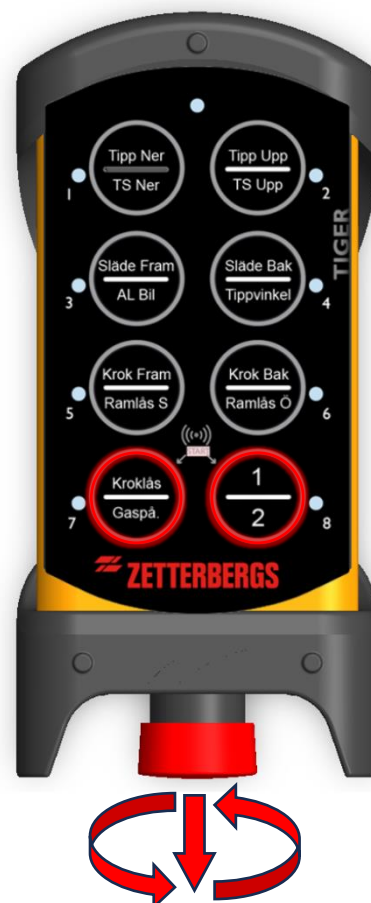 Tipp Ner
TS Ner
Tipp Upp
TS Upp
1
2
TIGER
Släde Fram
AL Bil
Släde Bak
Tippvinkel
3
4
Krok Fram
Ramlås S
Krok Bak
Ramlås Ö
5
6
START
Kroklås
Gaspå.
1
2
7
8
ZETTERBERGS